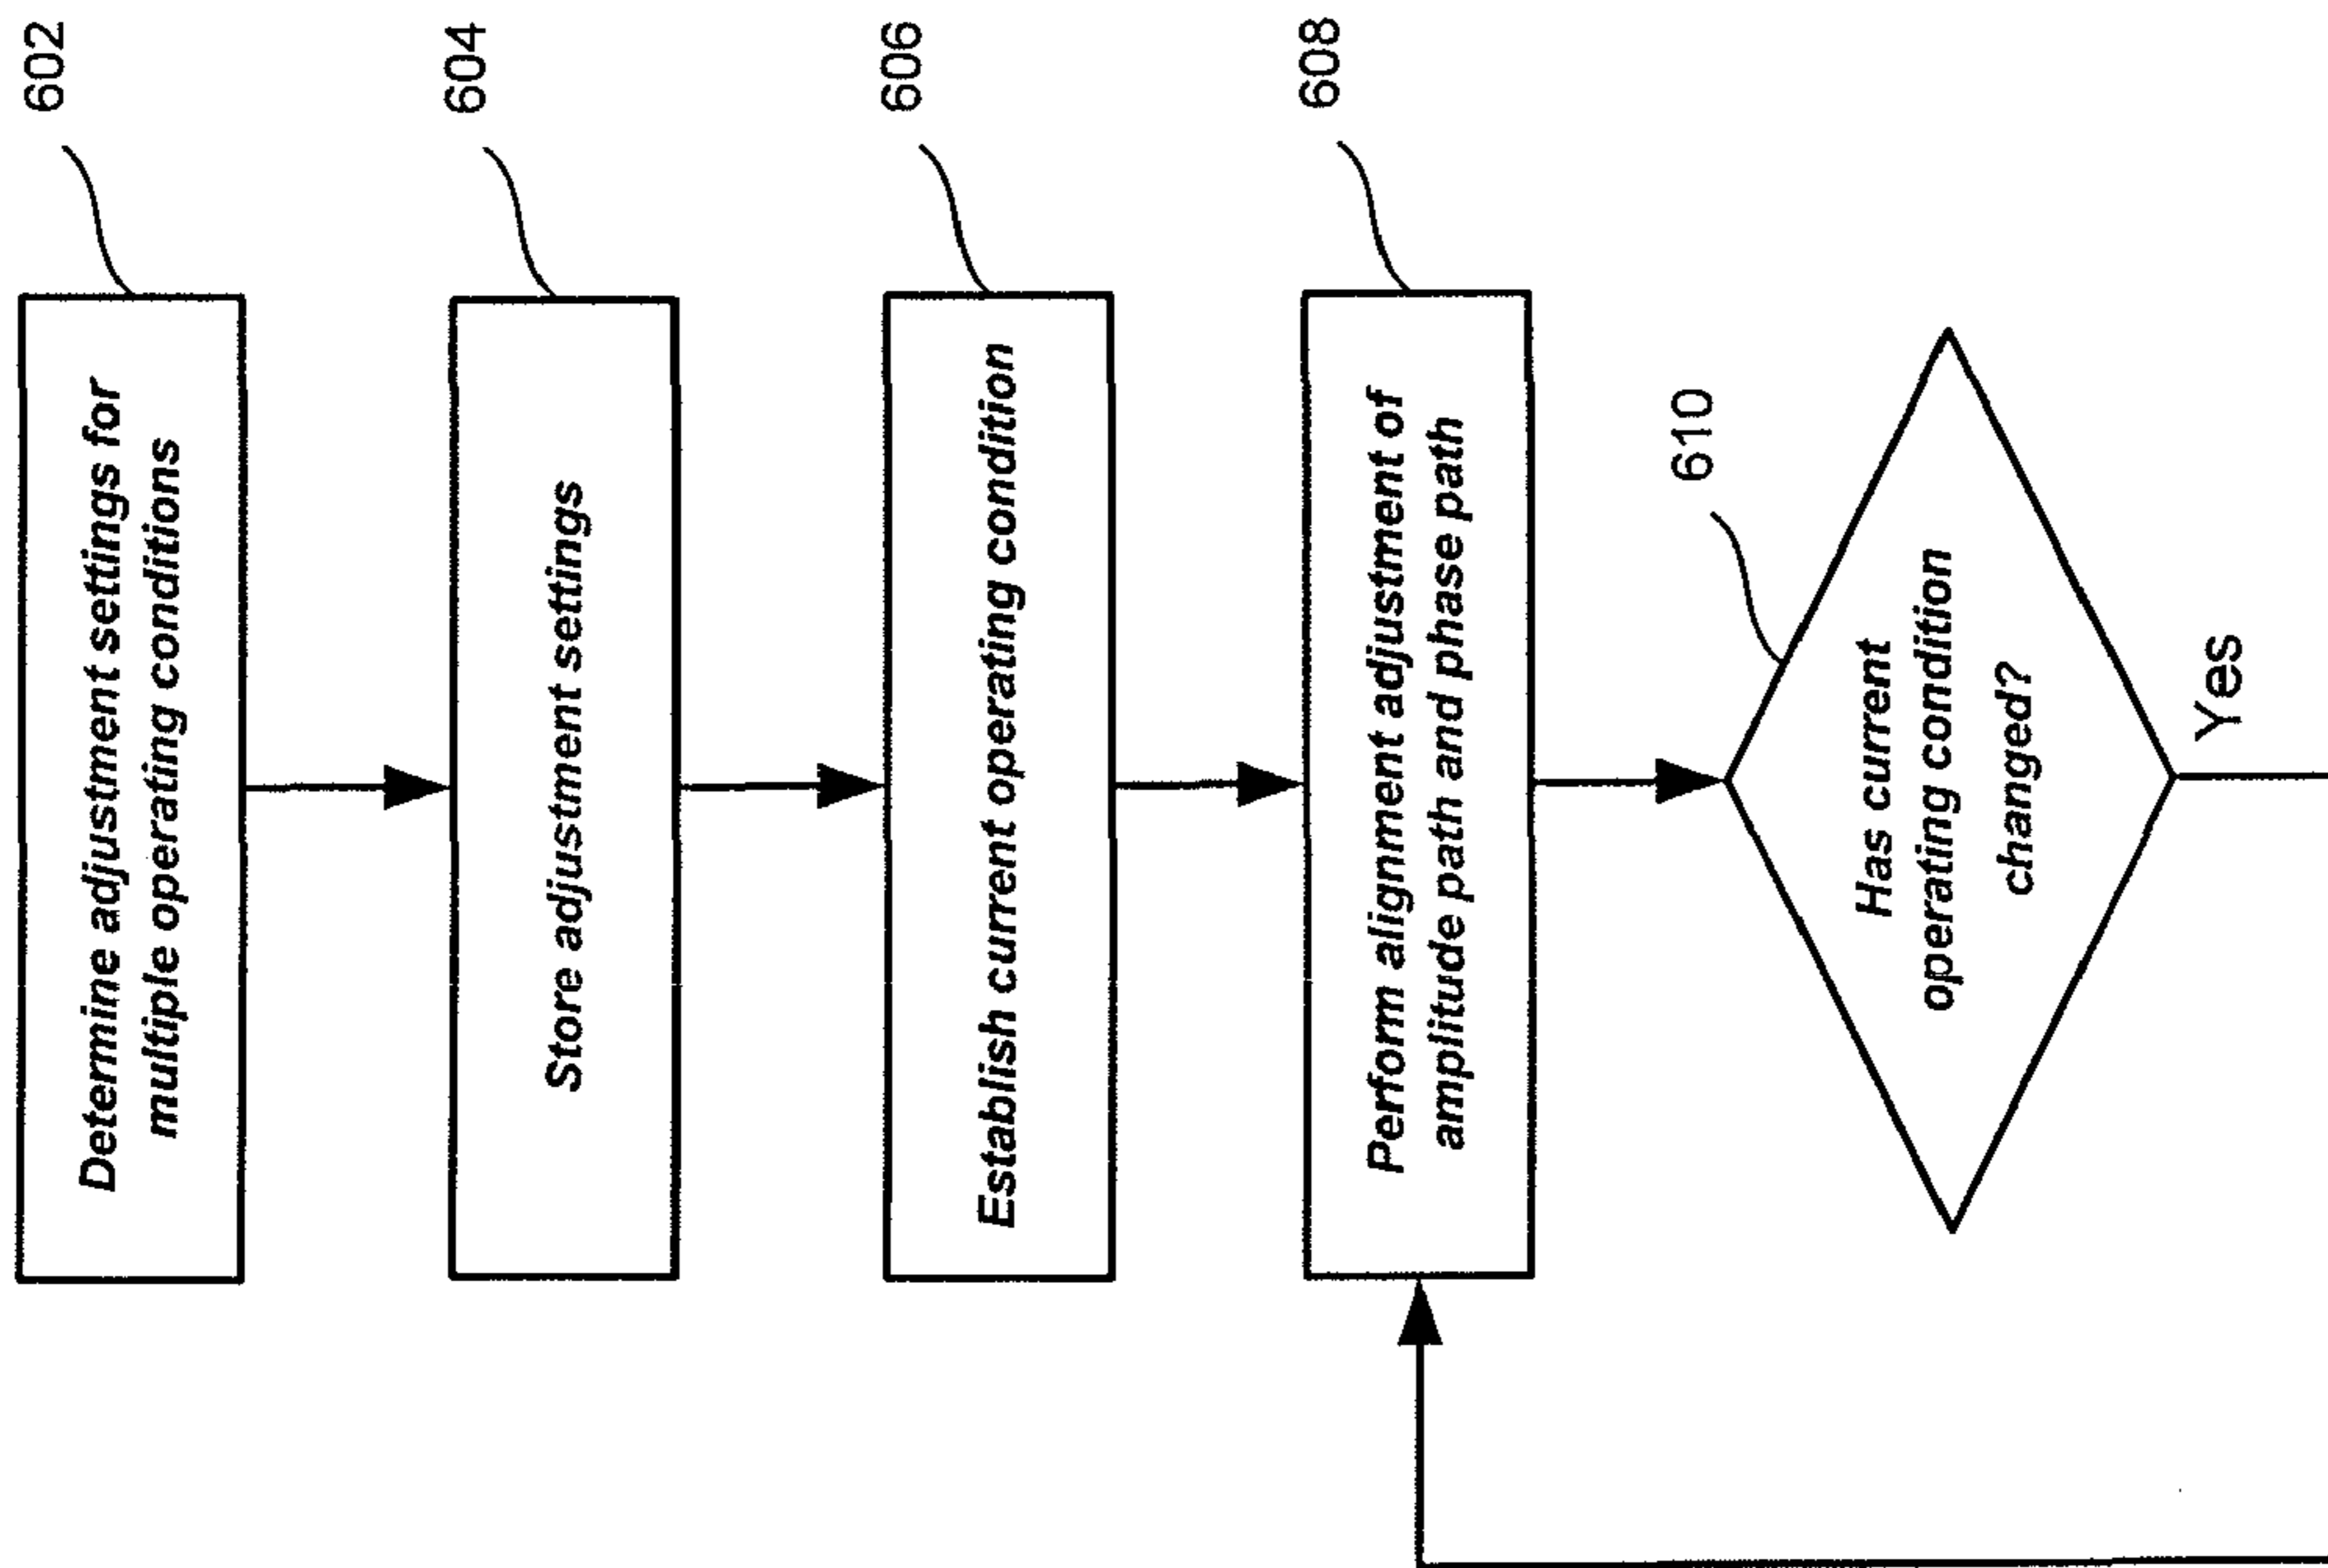 602
Determine adjustment settings for
multiple operating conditions
604
Store adjustment settings
606
Establish current operating condition
608
Perform alignment adjustment of
amplitude path and phase path
610
Has current
operating condition
changed?
Yes